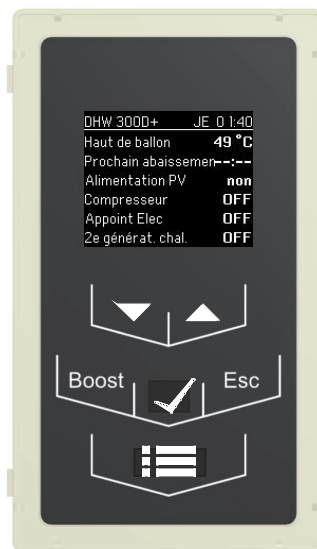 DHW 300D+ JE 01:40
Haut de ballon 49 °C
Prochain abaissemen--:--
Alimentation PV non
Compresseur OFF
Appoint Elec OFF
2e générat. chal. OFF
Boost Esc